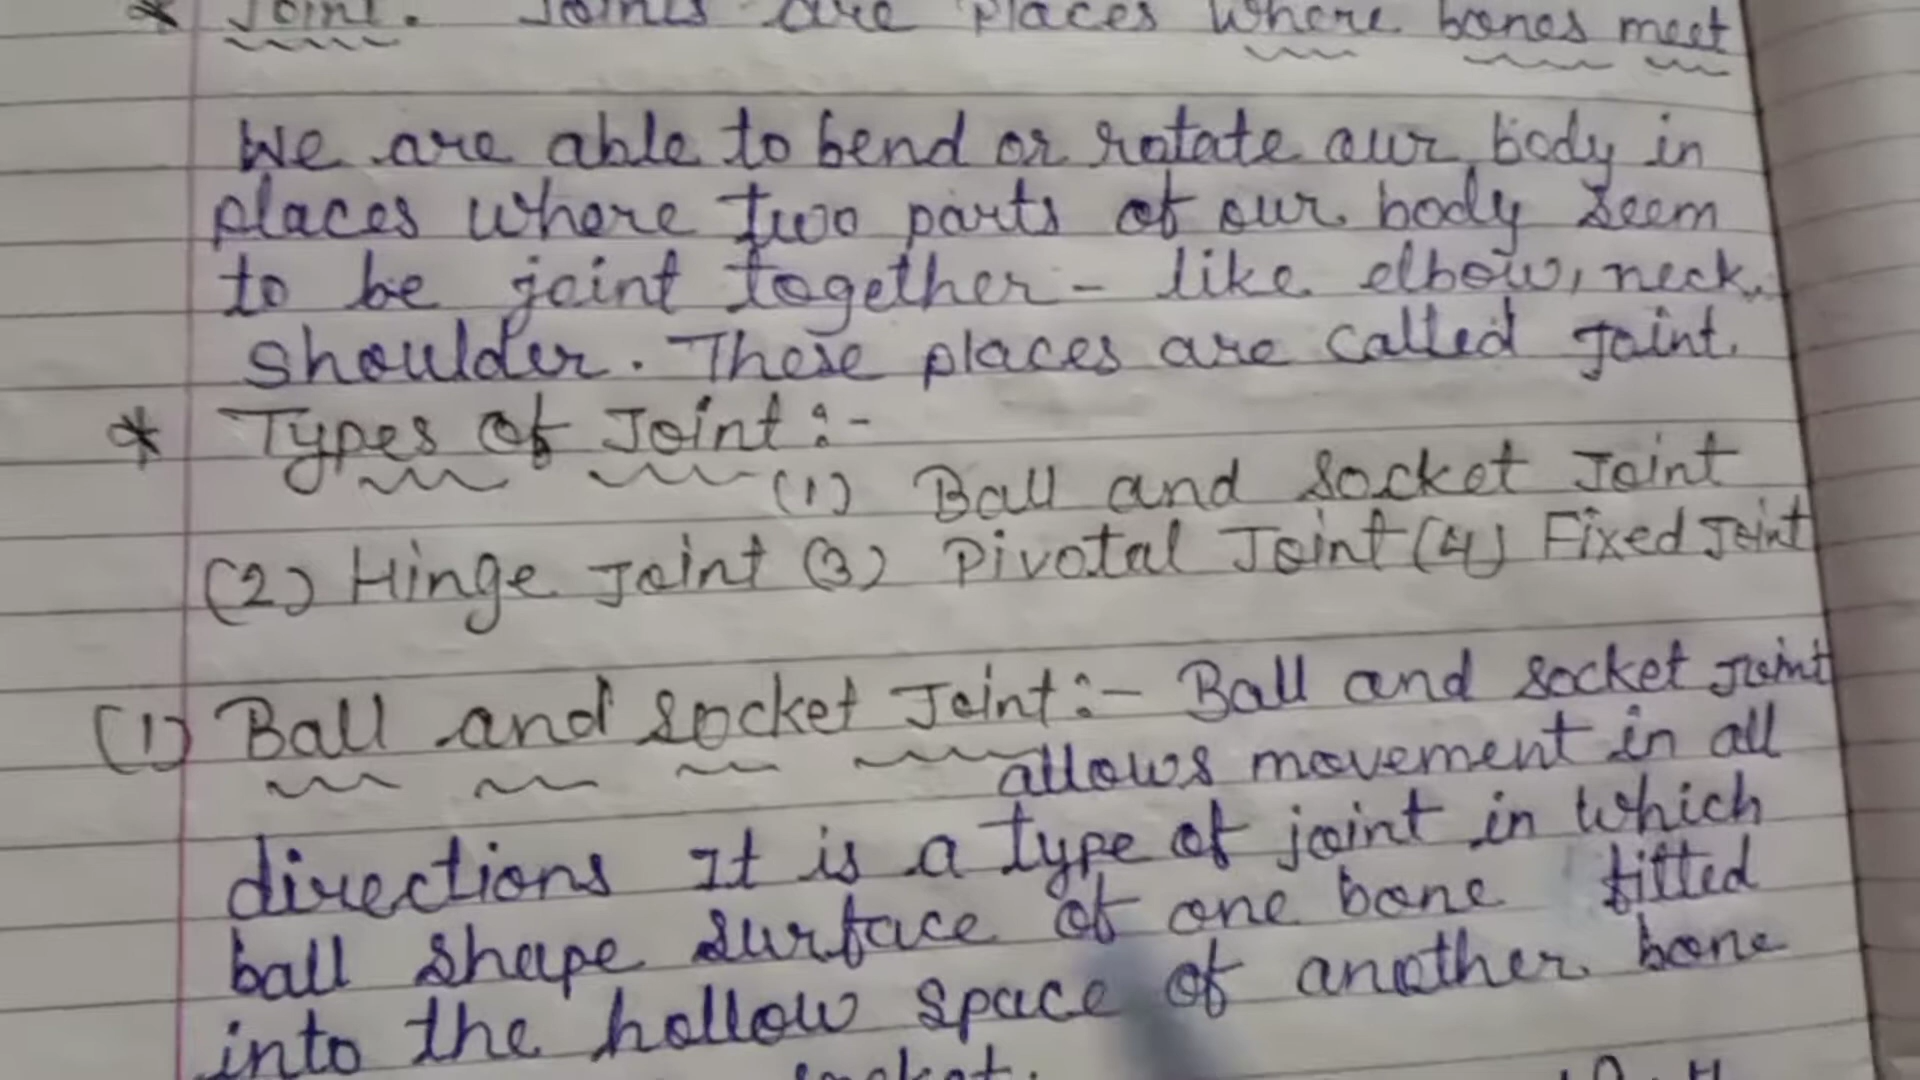 * Joint. Joints are places where bones meet
We are able to bend or rotate our body in
places where two parts of our body seem
to be joint together - like elbow, neck,
shoulder. These places are called Joint.
* Types of Joint :-
(1) Ball and Socket Joint
(2) Hinge Joint (3) Pivotal Joint (4) Fixed Joint
(1) Ball and Socket Joint :- Ball and socket Joint
allows movement in all
directions It is a type of joint in which
ball shape surface of one bone fitted
into the hollow space of another bone
socket.